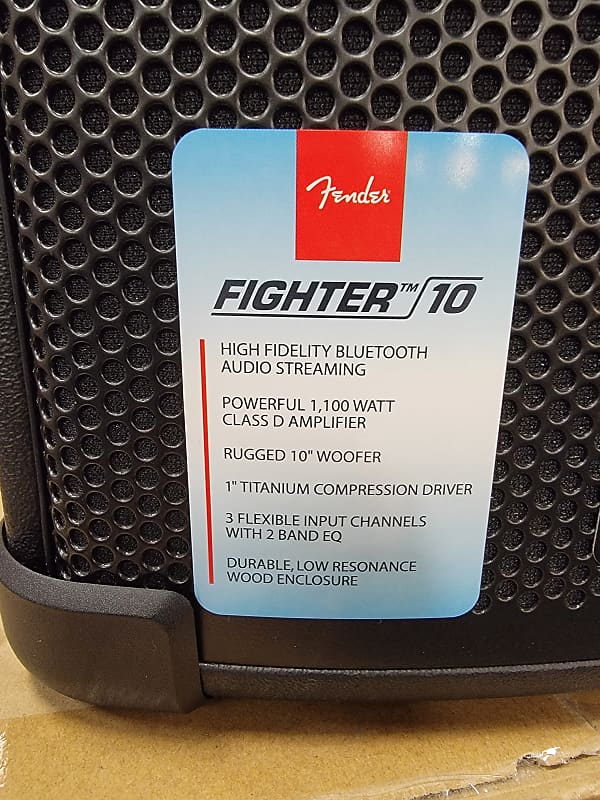 Fender
FIGHTER™ 10
HIGH FIDELITY BLUETOOTH
AUDIO STREAMING
POWERFUL 1,100 WATT
CLASS D AMPLIFIER
RUGGED 10" WOOFER
1" TITANIUM COMPRESSION DRIVER
3 FLEXIBLE INPUT CHANNELS
WITH 2 BAND EQ
DURABLE, LOW RESONANCE
WOOD ENCLOSURE